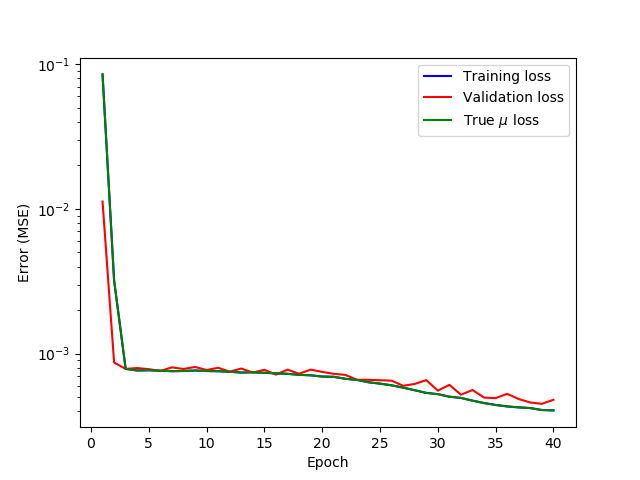 Training loss
Validation loss
True μ loss
10⁻¹
10⁻²
10⁻³
Error (MSE)
0 5 10 15 20 25 30 35 40
Epoch